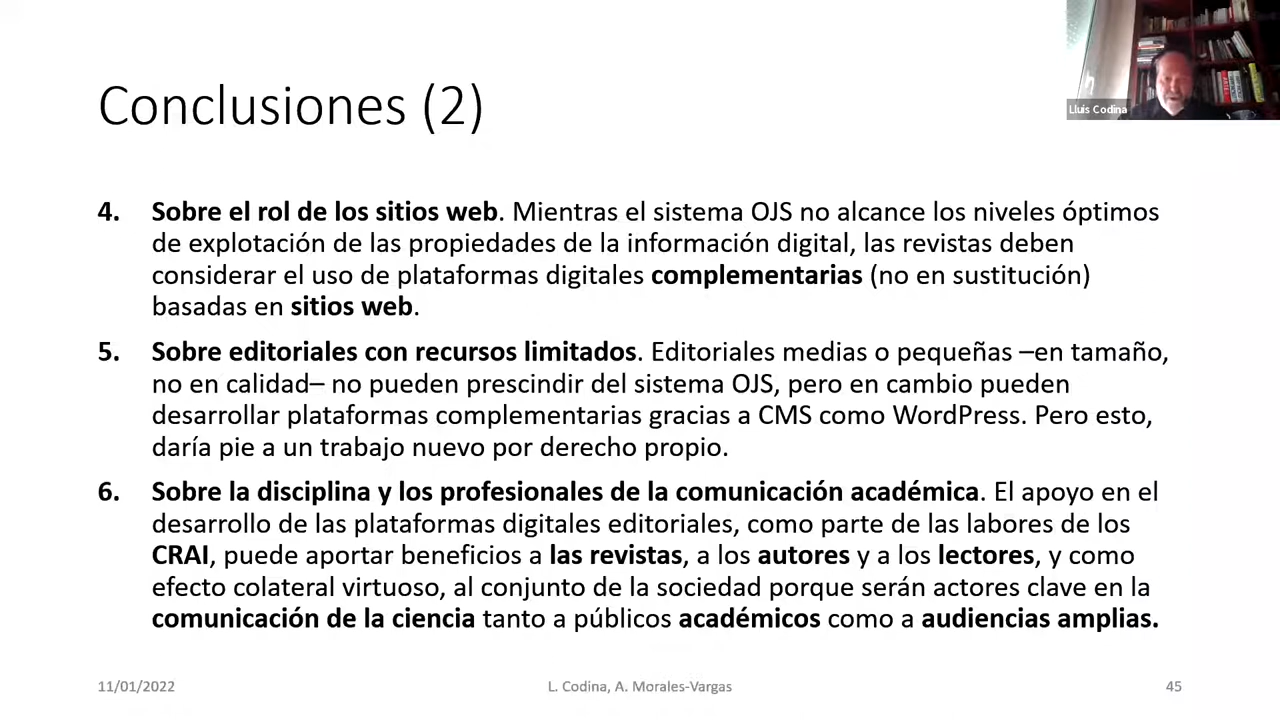 Conclusiones (2)
Lluís Codina
4. Sobre el rol de los sitios web. Mientras el sistema OJS no alcance los niveles óptimos
de explotación de las propiedades de la información digital, las revistas deben
considerar el uso de plataformas digitales complementarias (no en sustitución)
basadas en sitios web.
5. Sobre editoriales con recursos limitados. Editoriales medias o pequeñas –en tamaño,
no en calidad– no pueden prescindir del sistema OJS, pero en cambio pueden
desarrollar plataformas complementarias gracias a CMS como WordPress. Pero esto,
daría pie a un trabajo nuevo por derecho propio.
6. Sobre la disciplina y los profesionales de la comunicación académica. El apoyo en el
desarrollo de las plataformas digitales editoriales, como parte de las labores de los
CRAI, puede aportar beneficios a las revistas, a los autores y a los lectores, y como
efecto colateral virtuoso, al conjunto de la sociedad porque serán actores clave en la
comunicación de la ciencia tanto a públicos académicos como a audiencias amplias.
11/01/2022
L. Codina, A. Morales-Vargas
45